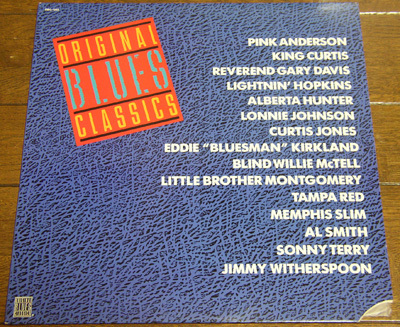 ORIGINAL
BLUES
CLASSICS
PINK ANDERSON
KING CURTIS
REVEREND GARY DAVIS
LIGHTNIN' HOPKINS
ALBERTA HUNTER
LONNIE JOHNSON
CURTIS JONES
EDDIE "BLUESMAN" KIRKLAND
BLIND WILLIE McTELL
LITTLE BROTHER MONTGOMERY
TAMPA RED
MEMPHIS SLIM
AL SMITH
SONNY TERRY
JIMMY WITHERSPOON